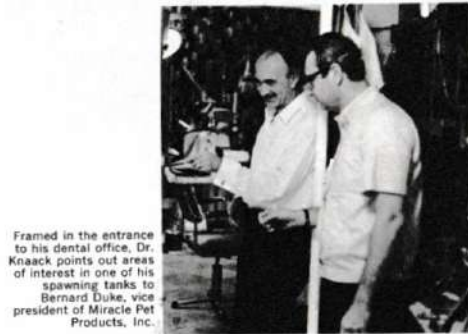 Framed in the entrance
to his dental office, Dr.
Knaack points out areas
of interest in one of his
spawning tanks to
Bernard Duke, vice
president of Miracle Pet
Products, Inc.